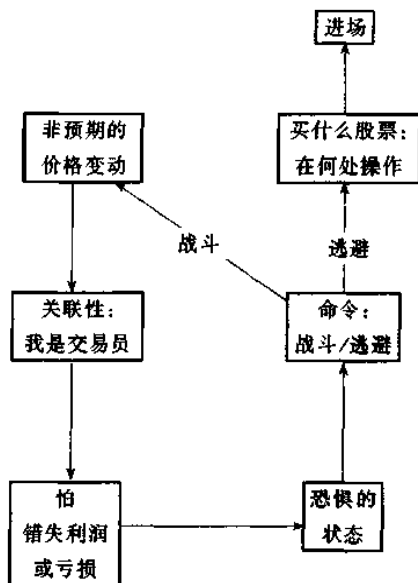 进场
非预期的
价格变动
买什么股票：
在何处操作
战斗
逃避
关联性：
我是交易员
命令：
战斗/逃避
怕
错失利润
或亏损
恐惧的
状态